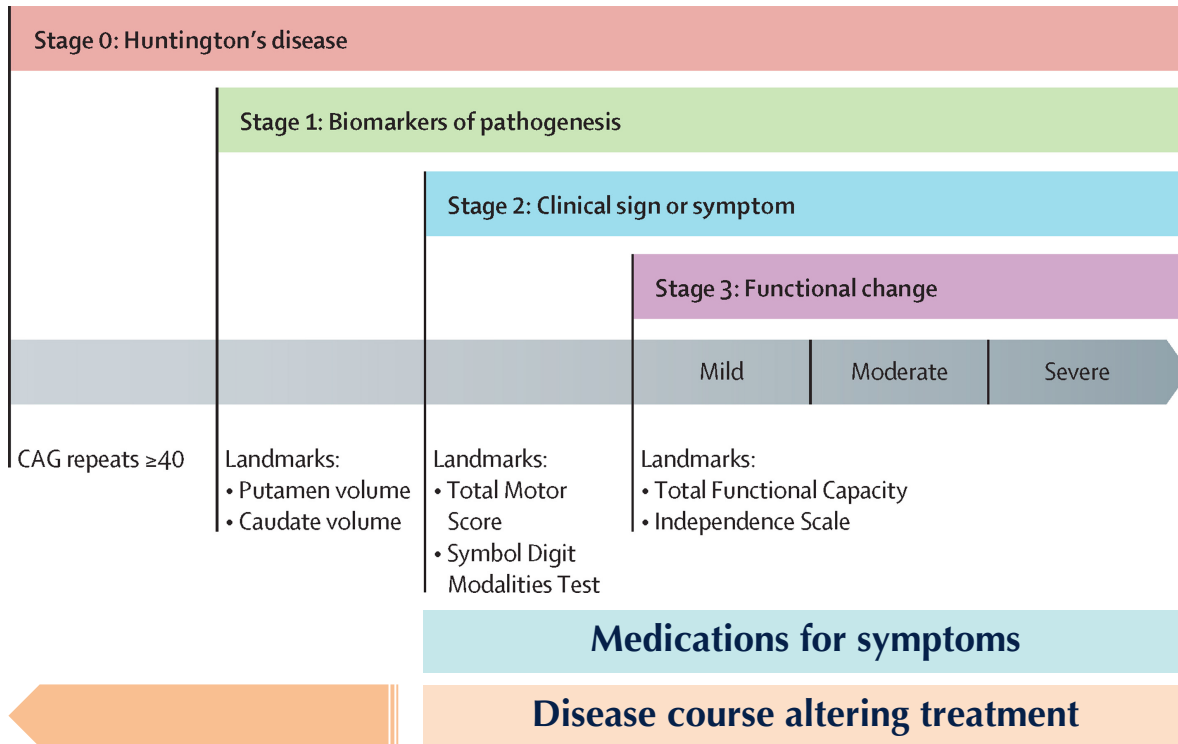 Stage 0: Huntington's disease
Stage 1: Biomarkers of pathogenesis
Stage 2: Clinical sign or symptom
Stage 3: Functional change
Mild
Moderate
Severe
CAG repeats ≥40
Landmarks:
• Putamen volume
• Caudate volume
Landmarks:
• Total Motor
Score
• Symbol Digit
Modalities Test
Landmarks:
• Total Functional Capacity
• Independence Scale
Medications for symptoms
Disease course altering treatment